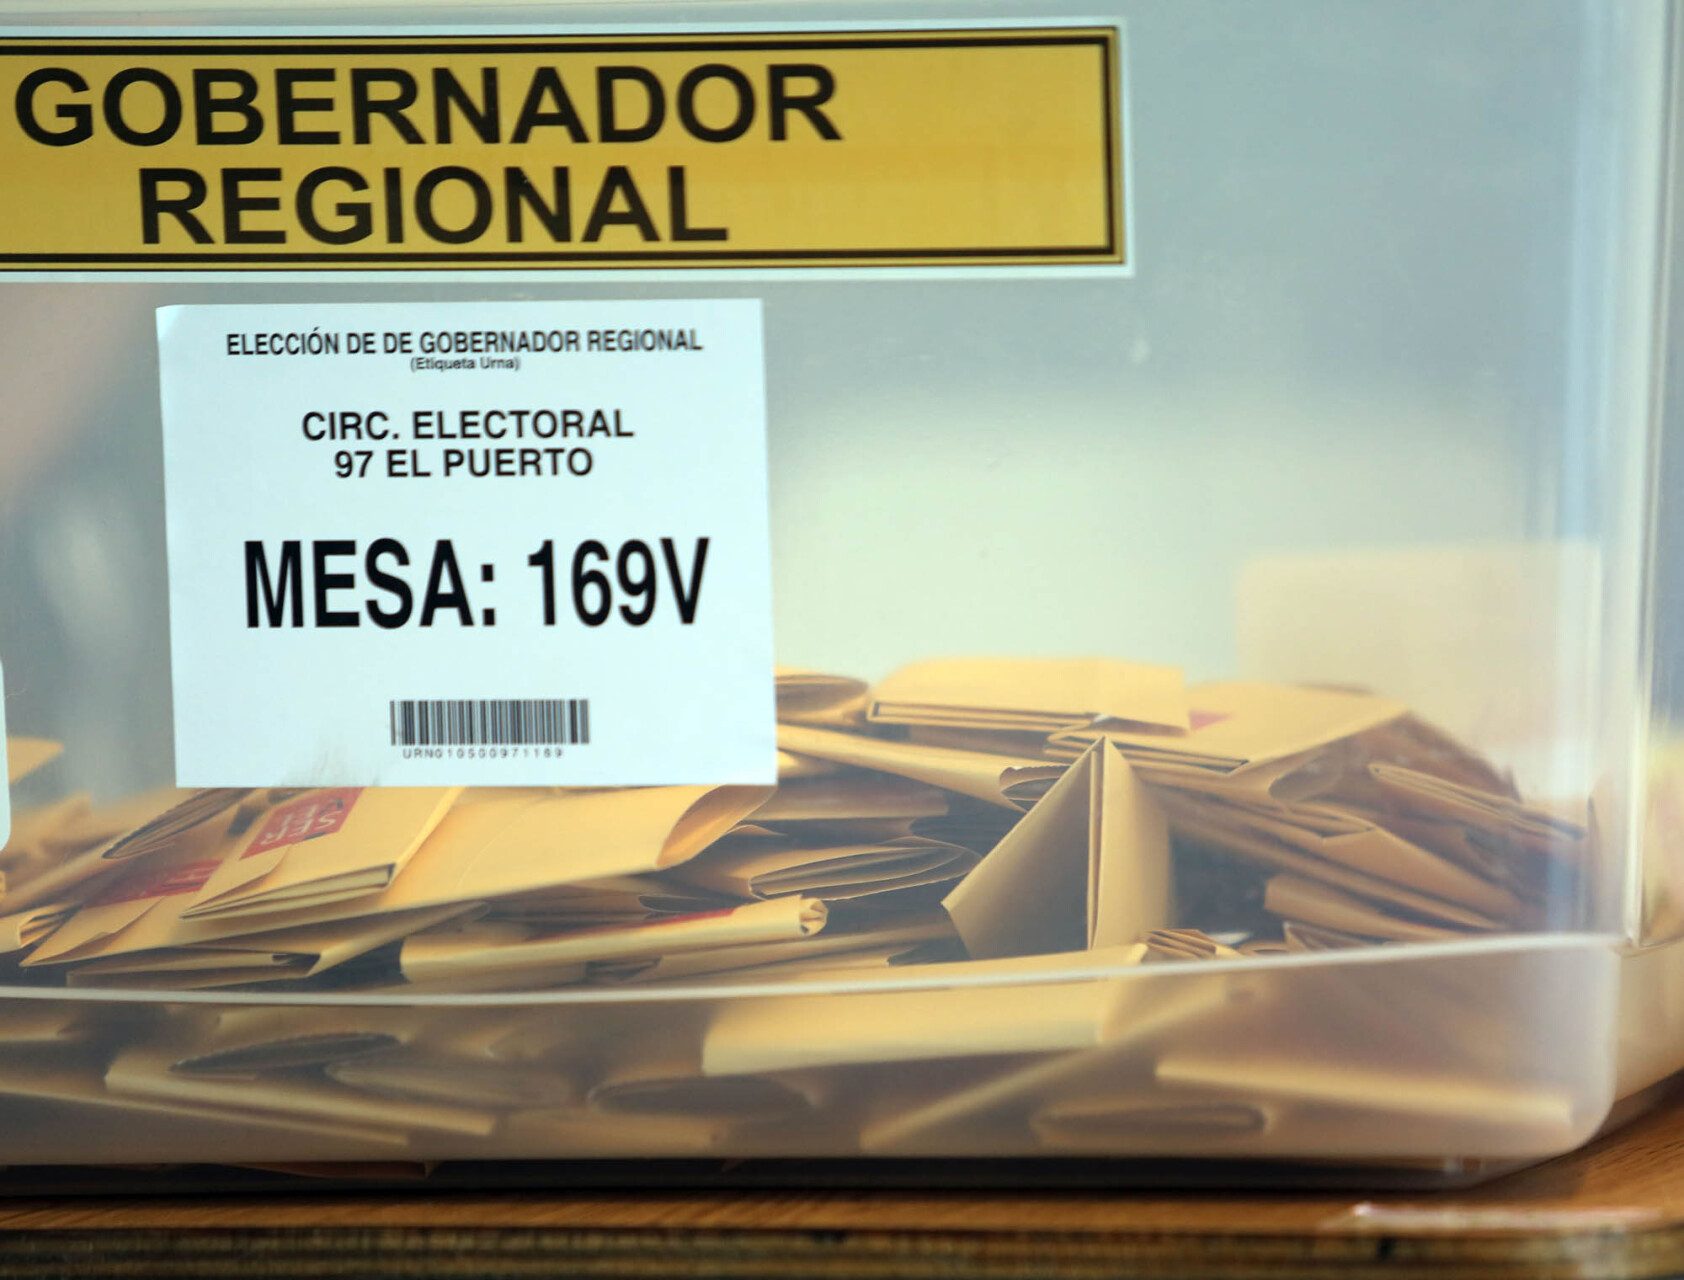 GOBERNADOR
REGIONAL
ELECCIÓN DE DE GOBERNADOR REGIONAL
(Etiqueta Urna)
CIRC. ELECTORAL
97 EL PUERTO
MESA: 169V
URN010500971169